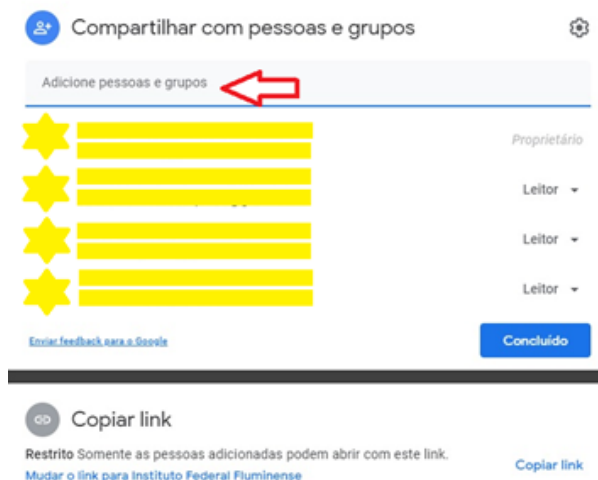 Compartilhar com pessoas e grupos
Adicione pessoas e grupos
Proprietário
Leitor
Leitor
Leitor
Enviar feedback para o Google
Concluído
Copiar link
Restrito Somente as pessoas adicionadas podem abrir com este link.
Mudar o link para Instituto Federal Fluminense
Copiar link